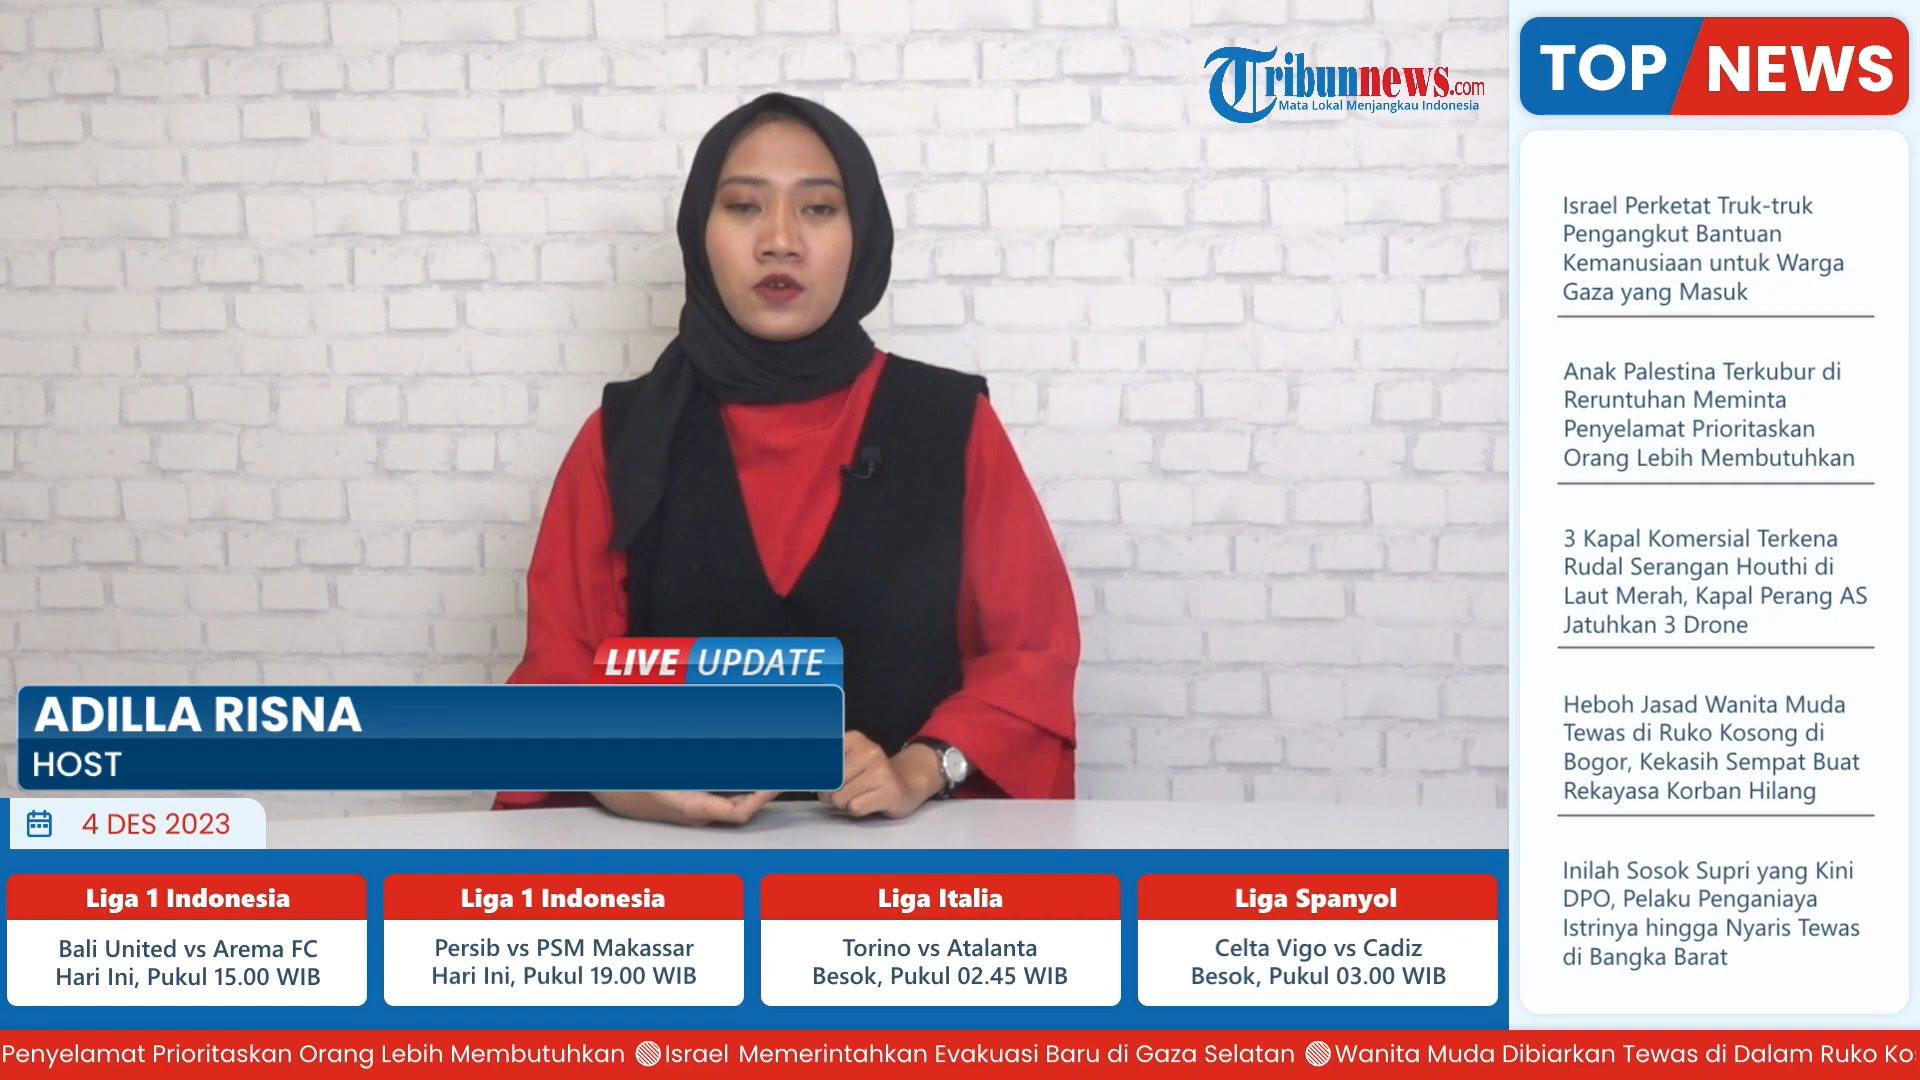 Tribunnews.com
Mata Lokal Menjangkau Indonesia
TOP NEWS
Israel Perketat Truk-truk
Pengangkut Bantuan
Kemanusiaan untuk Warga
Gaza yang Masuk
Anak Palestina Terkubur di
Reruntuhan Meminta
Penyelamat Prioritaskan
Orang Lebih Membutuhkan
3 Kapal Komersial Terkena
Rudal Serangan Houthi di
Laut Merah, Kapal Perang AS
Jatuhkan 3 Drone
Heboh Jasad Wanita Muda
Tewas di Ruko Kosong di
Bogor, Kekasih Sempat Buat
Rekayasa Korban Hilang
Inilah Sosok Supri yang Kini
DPO, Pelaku Penganiaya
Istrinya hingga Nyaris Tewas
di Bangka Barat
LIVE UPDATE
ADILLA RISNA
HOST
4 DES 2023
Liga 1 Indonesia
Bali United vs Arema FC
Hari Ini, Pukul 15.00 WIB
Liga 1 Indonesia
Persib vs PSM Makassar
Hari Ini, Pukul 19.00 WIB
Liga Italia
Torino vs Atalanta
Besok, Pukul 02.45 WIB
Liga Spanyol
Celta Vigo vs Cadiz
Besok, Pukul 03.00 WIB
Penyelamat Prioritaskan Orang Lebih Membutuhkan Israel Memerintahkan Evakuasi Baru di Gaza Selatan Wanita Muda Dibiarkan Tewas di Dalam Ruko Ko